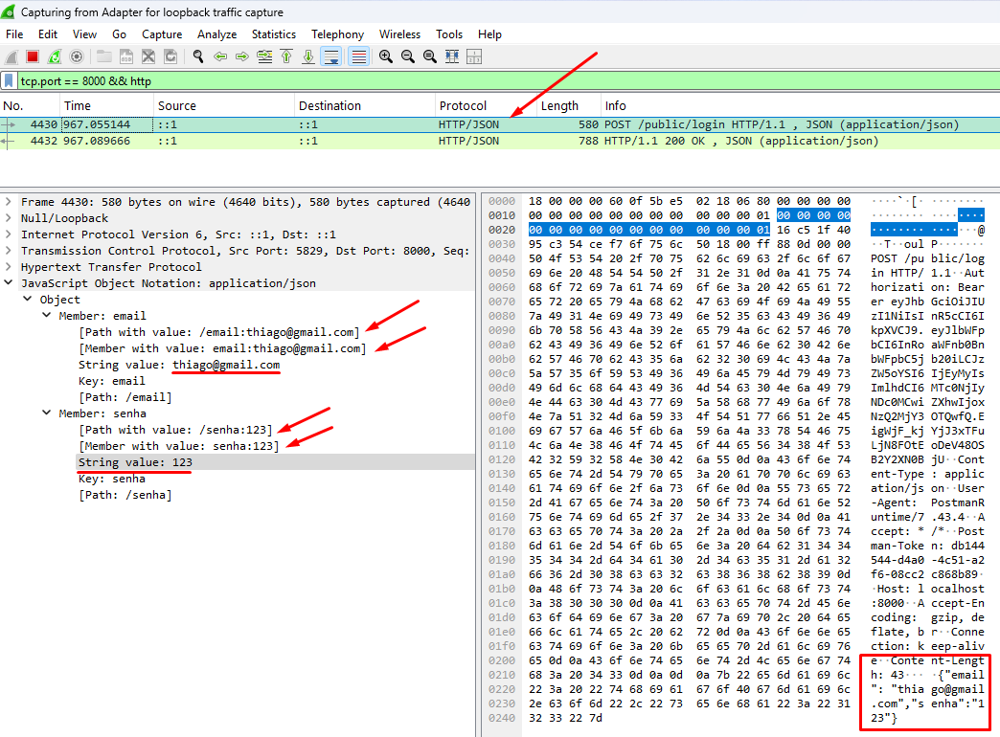 Capturing from Adapter for loopback traffic capture
File Edit View Go Capture Analyze Statistics Telephony Wireless Tools Help
tcp.port == 8000 && http
No. Time Source Destination Protocol Length Info
4430 967.055144 ::1 ::1 HTTP/JSON 580 POST /public/login HTTP/1.1 , JSON (application/json)
4432 967.089666 ::1 ::1 HTTP/JSON 788 HTTP/1.1 200 OK , JSON (application/json)
Frame 4430: 580 bytes on wire (4640 bits), 580 bytes captured (4640
Null/Loopback
Internet Protocol Version 6, Src: ::1, Dst: ::1
Transmission Control Protocol, Src Port: 5829, Dst Port: 8000, Seq:
Hypertext Transfer Protocol
JavaScript Object Notation: application/json
Object
Member: email
[Path with value: /email:thiago@gmail.com]
[Member with value: email:thiago@gmail.com]
String value: thiago@gmail.com
Key: email
[Path: /email]
Member: senha
[Path with value: /senha:123]
[Member with value: senha:123]
String value: 123
Key: senha
[Path: /senha]
0000 18 00 00 00 60 0f 5b e5 02 18 06 80 00 00 00 00 ····`·[· ········
0010 00 00 00 00 00 00 00 00 00 00 00 01 00 00 00 00 ········ ········
0020 00 00 00 00 00 00 00 00 00 00 00 01 16 c5 1f 40 ········ ·······@
0030 95 c3 54 ce f7 6f 75 6c 50 18 00 ff 88 0d 00 00 ··T··oul P·······
0040 50 4f 53 54 20 2f 70 75 62 6c 69 63 2f 6c 6f 67 POST /pu blic/log
0050 69 6e 20 48 54 54 50 2f 31 2e 31 0d 0a 41 75 74 in HTTP/ 1.1··Aut
0060 68 6f 72 69 7a 61 74 69 6f 6e 3a 20 42 65 61 72 horizati on: Bear
0070 65 72 20 65 79 4a 68 62 47 63 69 4f 69 4a 49 55 er eyJhb GciOiJIU
0080 7a 49 31 4e 69 49 73 49 6e 52 35 63 43 49 36 49 zI1NiIsI nR5cCI6I
0090 6b 70 58 56 43 4a 39 2e 65 79 4a 6c 62 57 46 70 kpXVCJ9. eyJlbWFp
00a0 62 43 49 36 49 6e 52 6f 61 57 46 6e 62 30 42 6e bCI6InRo aWFnb0Bn
00b0 62 57 46 70 62 43 35 6a 62 32 30 69 4c 43 4a 7a bWFpbC5j b20iLCJz
00c0 5a 57 35 6f 59 53 49 36 49 6a 45 79 4d 79 49 73 ZW5oYSI6 IjEyMyIs
00d0 49 6d 6c 68 64 43 49 36 4d 54 63 30 4e 6a 49 79 ImlhdCI6 MTc0NjIy
00e0 4e 44 63 30 4d 43 77 69 5a 58 68 77 49 6a 6f 78 NDc0MCwi ZXhwIjox
00f0 4e 7a 51 32 4d 6a 59 33 4f 54 51 77 66 51 2e 45 NzQ2MjY3 OTQwfQ.E
0100 69 67 57 6a 46 5f 6b 6a 59 6a 4a 33 78 54 46 75 igWjF_kj YjJ3xTFu
0110 4c 6a 4e 38 46 4f 74 45 6f 44 65 56 34 38 4f 53 LjN8FOtE oDeV48OS
0120 42 32 59 32 58 4e 30 42 6a 55 0d 0a 43 6f 6e 74 B2Y2XN0B jU··Cont
0130 65 6e 74 2d 54 79 70 65 3a 20 61 70 70 6c 69 63 ent-Type : applic
0140 61 74 69 6f 6e 2f 6a 73 6f 6e 0d 0a 55 73 65 72 ation/js on··User
0150 2d 41 67 65 6e 74 3a 20 50 6f 73 74 6d 61 6e 52 -Agent:  PostmanR
0160 75 6e 74 69 6d 65 2f 37 2e 34 33 2e 34 0d 0a 41 untime/7 .43.4··A
0170 63 63 65 70 74 3a 20 2a 2f 2a 0d 0a 50 6f 73 74 ccept: * /*··Post
0180 6d 61 6e 2d 54 6f 6b 65 6e 3a 20 64 62 31 34 34 man-Toke n: db144
0190 35 34 34 2d 64 34 61 30 2d 34 63 35 31 2d 61 32 544-d4a0 -4c51-a2
01a0 66 36 2d 30 38 63 63 32 63 38 36 38 62 38 39 0d f6-08cc2 c868b89·
01b0 0a 48 6f 73 74 3a 20 6c 6f 63 61 6c 68 6f 73 74 ·Host: l ocalhost
01c0 3a 38 30 30 30 0d 0a 41 63 63 65 70 74 2d 45 6e :8000··A ccept-En
01d0 63 6f 64 69 6e 67 3a 20 67 7a 69 70 2c 20 64 65 coding:  gzip, de
01e0 66 6c 61 74 65 2c 20 62 72 0d 0a 43 6f 6e 6e 65 flate, b r··Conne
01f0 63 74 69 6f 6e 3a 20 6b 65 65 70 2d 61 6c 69 76 ction: k eep-aliv
0200 65 0d 0a 43 6f 6e 74 65 6e 74 2d 4c 65 6e 67 74 e··Conte nt-Lengt
0210 68 3a 20 34 33 0d 0a 0d 0a 7b 22 65 6d 61 69 6c h: 43··· ·{"email
0220 22 3a 20 22 74 68 69 61 67 6f 40 67 6d 61 69 6c ": "thia go@gmail
0230 2e 63 6f 6d 22 2c 22 73 65 6e 68 61 22 3a 22 31 .com","s enha":"1
0240 32 33 22 7d 23"}